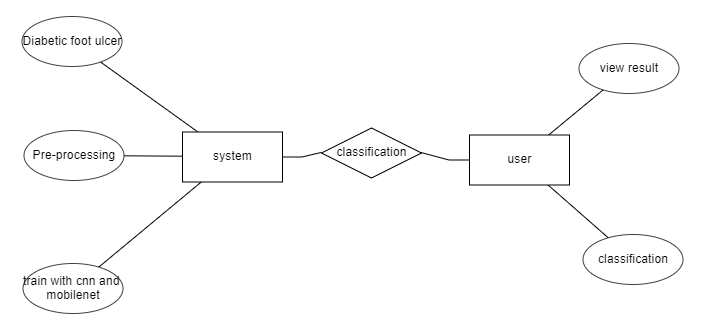 Diabetic foot ulcer
view result
Pre-processing
system
classification
user
train with cnn and
mobilenet
classification